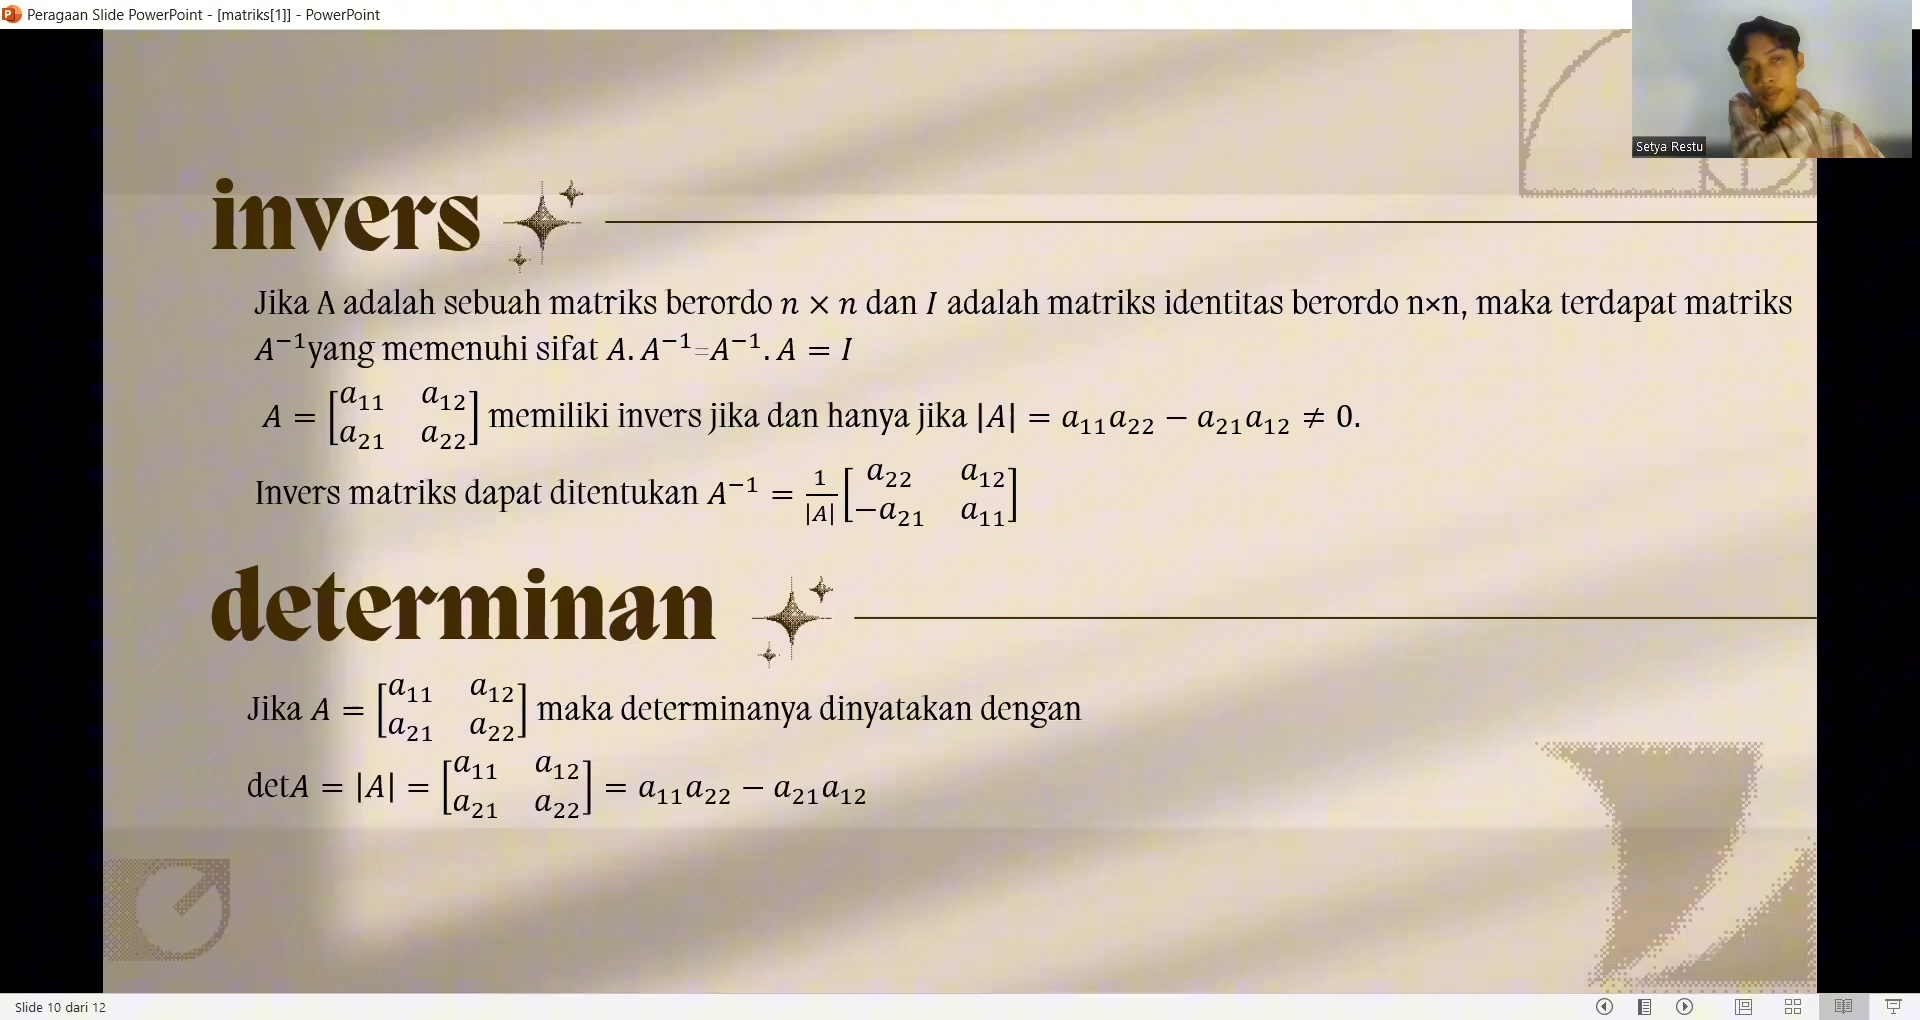 Peragaan Slide PowerPoint - [matriks[1]] - PowerPoint
Setya Restu
invers
Jika A adalah sebuah matriks berordo n × n dan I adalah matriks identitas berordo n×n, maka terdapat matriks
A⁻¹yang memenuhi sifat A. A⁻¹=A⁻¹. A = I
A = [a₁₁ a₁₂ a₂₁ a₂₂] memiliki invers jika dan hanya jika |A| = a₁₁a₂₂ − a₂₁a₁₂ ≠ 0.
Invers matriks dapat ditentukan A⁻¹ = 1/|A| [a₂₂ a₁₂ −a₂₁ a₁₁]
determinan
Jika A = [a₁₁ a₁₂ a₂₁ a₂₂] maka determinanya dinyatakan dengan
detA = |A| = [a₁₁ a₁₂ a₂₁ a₂₂] = a₁₁a₂₂ − a₂₁a₁₂
Slide 10 dari 12